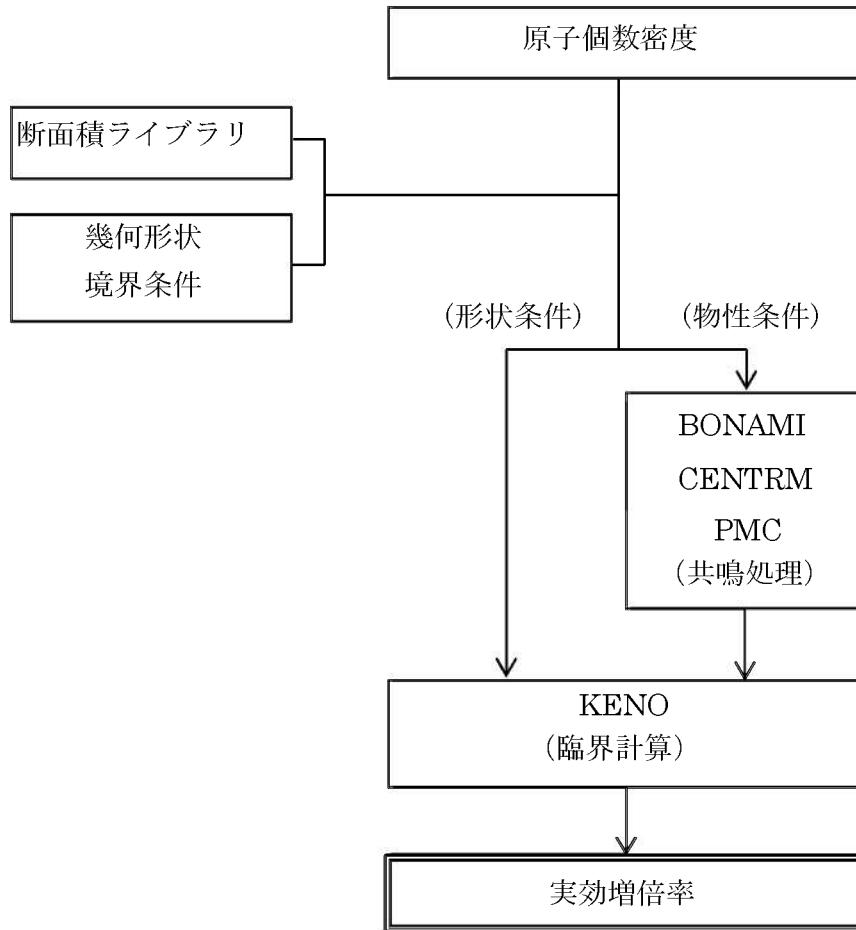 原子個数密度
断面積ライブラリ
幾何形状
境界条件
(形状条件)
(物性条件)
BONAMI
CENTRM
PMC
(共鳴処理)
KENO
(臨界計算)
実効増倍率